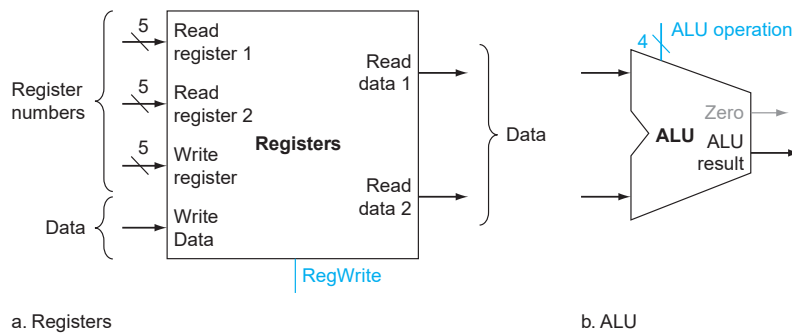 5
Read
register 1
5
Read
register 2
5
Write
register
Write
Data
Register
numbers
Data
Registers
Read
data 1
Read
data 2
Data
RegWrite
a. Registers
4
ALU operation
Zero
ALU
ALU
result
b. ALU